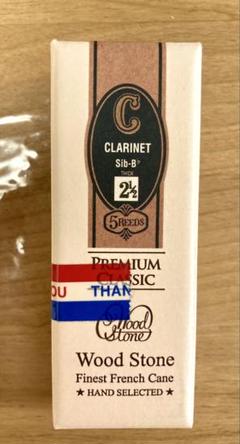 C
CLARINET
Sib-B♭
THICK
2½
5 REEDS
PREMIUM
CLASSIC
OU THAN
Wood
Stone
Wood Stone
Finest French Cane
★ HAND SELECTED ★